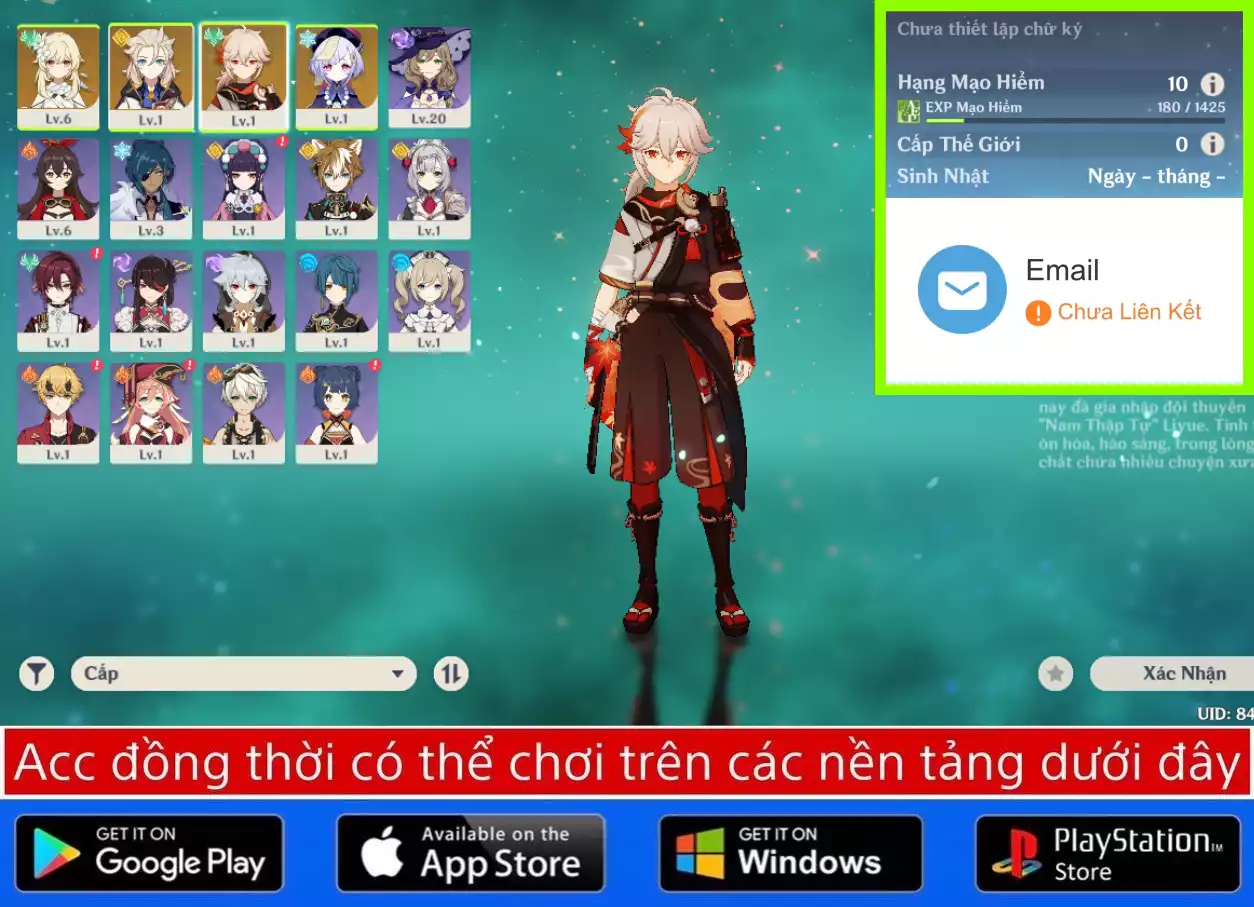 Lv.6
Lv.1
Lv.1
Lv.1
Lv.20
Lv.6
Lv.3
Lv.1
Lv.1
Lv.1
Lv.1
Lv.1
Lv.1
Lv.1
Lv.1
Lv.1
Lv.1
Lv.1
Lv.1
Chưa thiết lập chữ ký
Hạng Mạo Hiểm 10
EXP Mạo Hiểm 180 / 1425
Cấp Thế Giới 0
Sinh Nhật Ngày - tháng -
Email
Chưa Liên Kết
này đã gia nhập đội thuyền
"Nam Thập Tự" Liyue. Tính
ôn hòa, hào sảng, trong lòng
chất chứa nhiều chuyện xưa
Cấp
Xác Nhận
UID: 84
Acc đồng thời có thể chơi trên các nền tảng dưới đây
GET IT ON
Google Play
Available on the
App Store
GET IT ON
Windows
PlayStation TM
Store